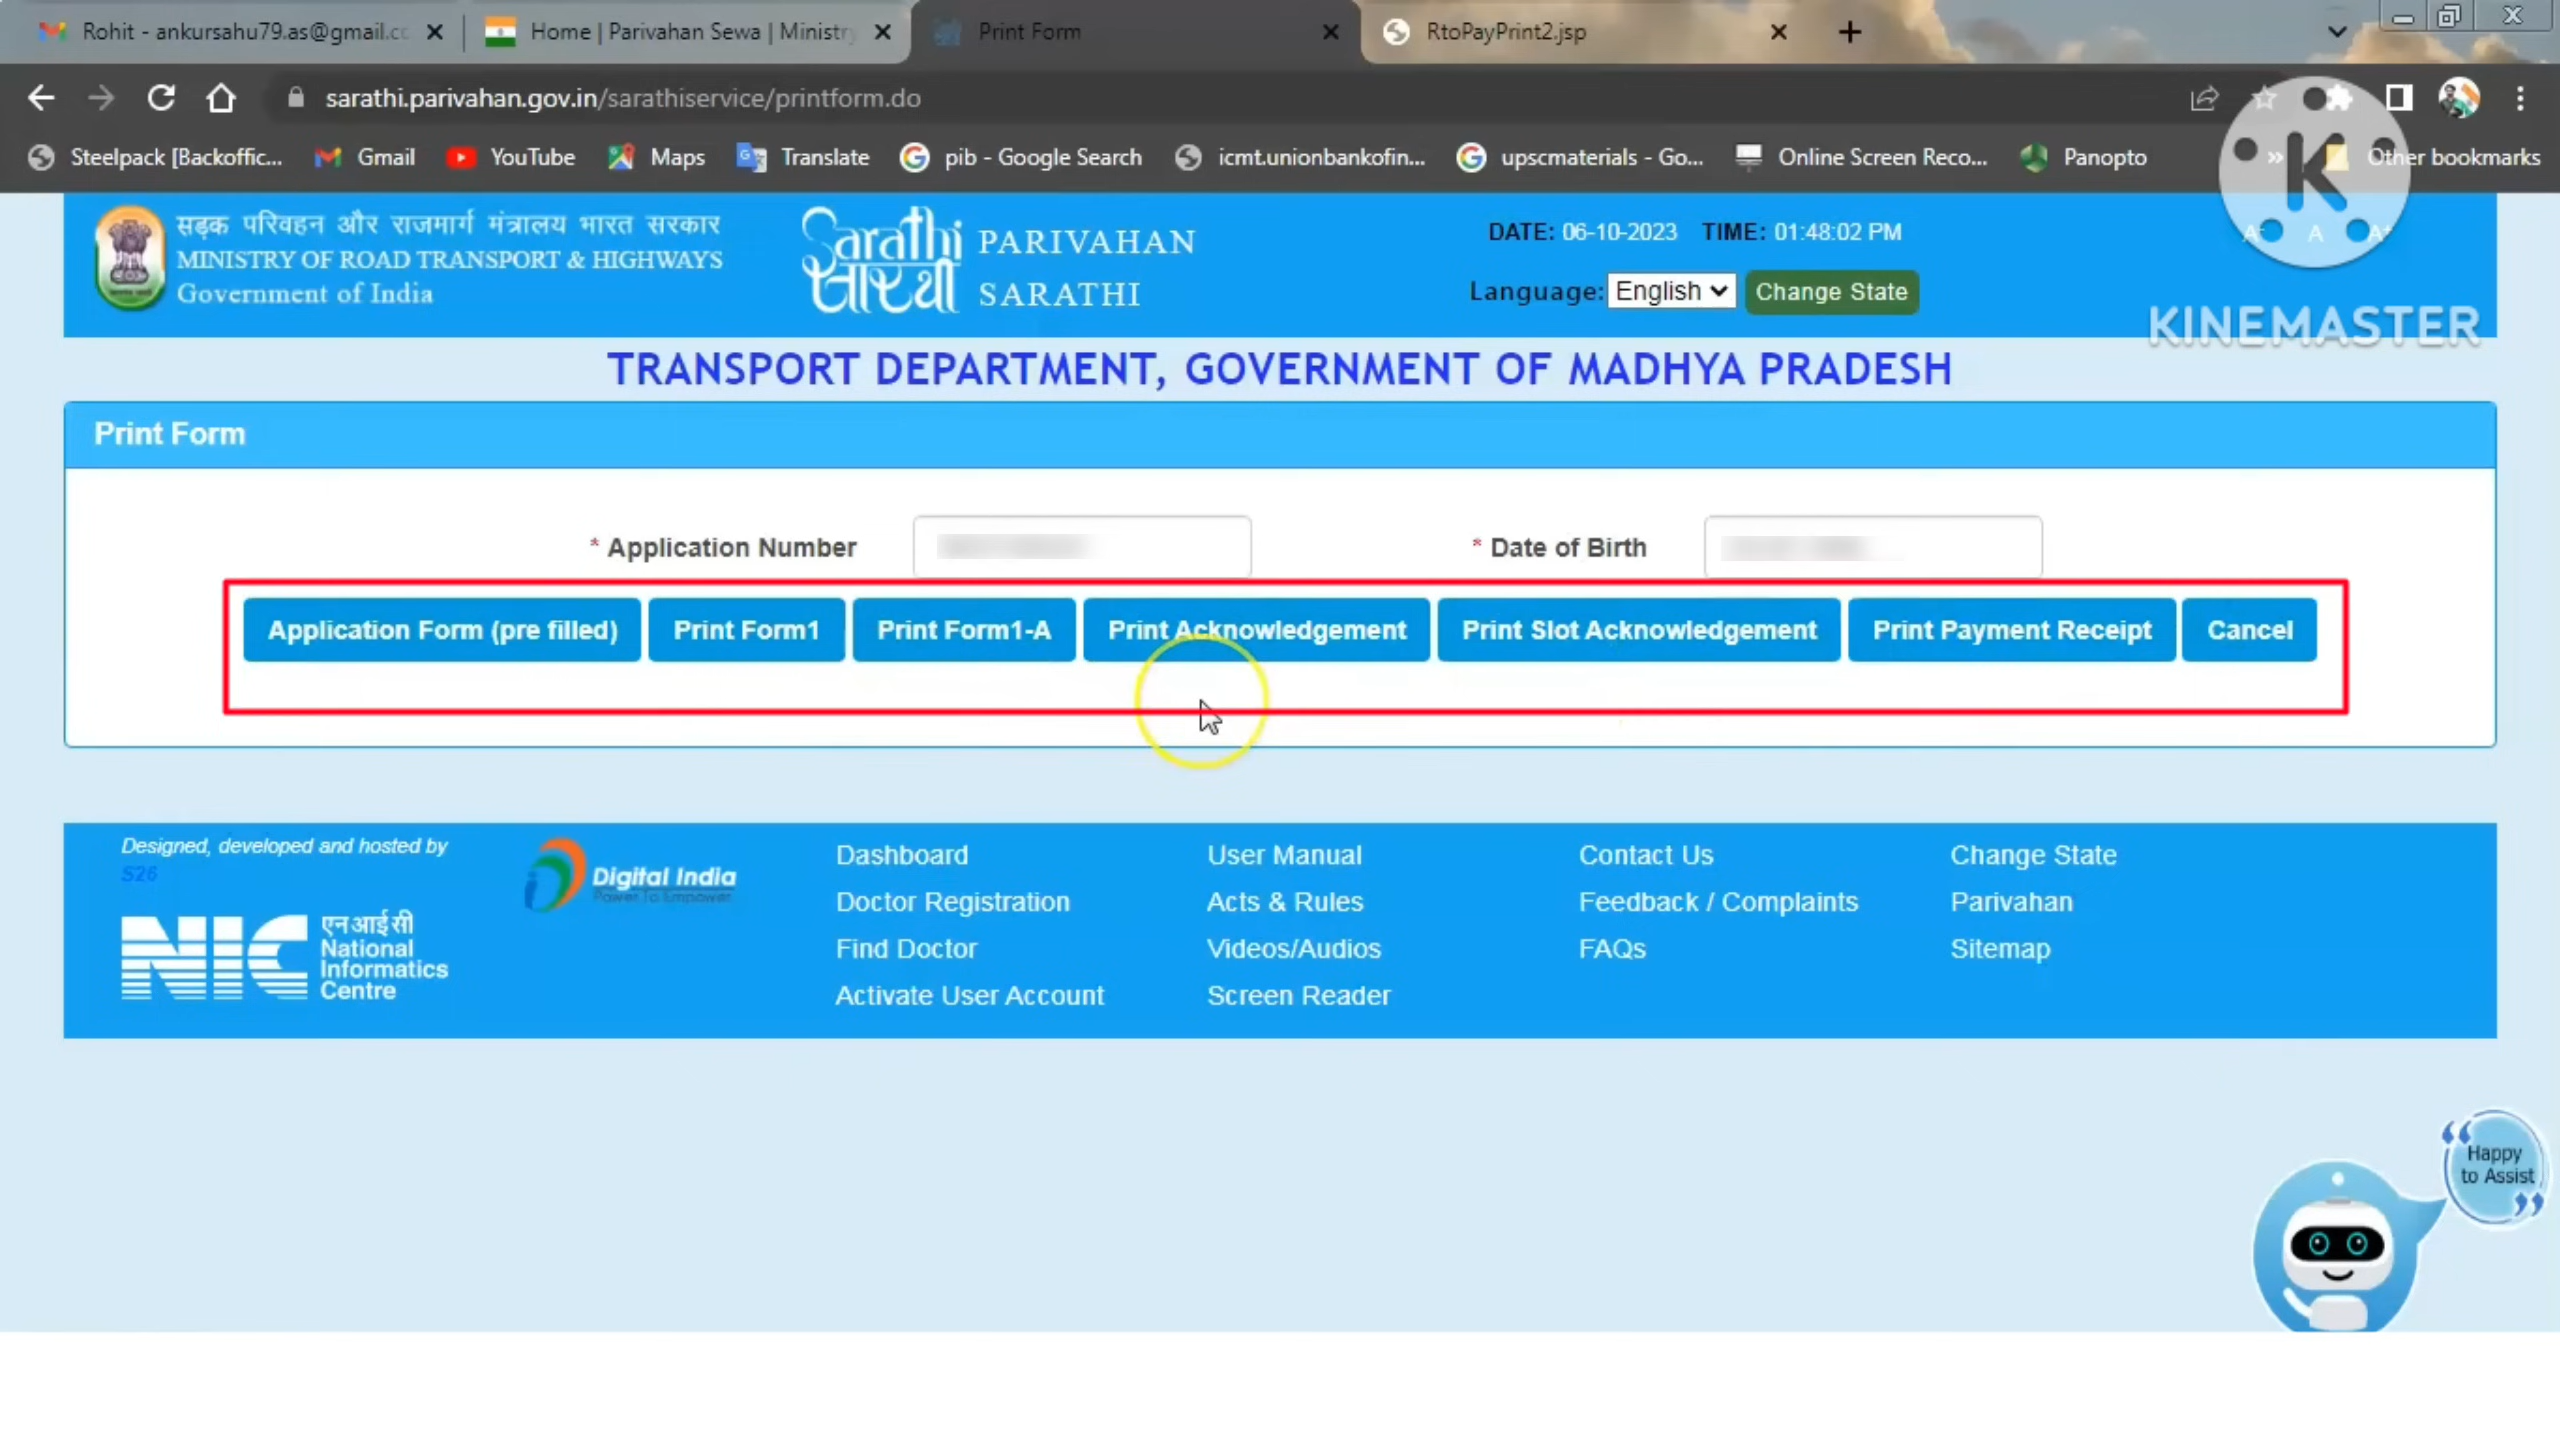 Rohit - ankursahu79.as@gmail.cc
Home | Parivahan Sewa | Ministry
Print Form
RtoPayPrint2.jsp
sarathi.parivahan.gov.in/sarathiservice/printform.do
Steelpack [Backoffic...
Gmail
YouTube
Maps
Translate
pib - Google Search
icmt.unionbankofin...
upscmaterials - Go...
Online Screen Reco...
Panopto
»
Other bookmarks
K
KINEMASTER
सड़क परिवहन और राजमार्ग मंत्रालय भारत सरकार
MINISTRY OF ROAD TRANSPORT & HIGHWAYS
Government of India
Sarathi
सारथी
PARIVAHAN
SARATHI
DATE: 06-10-2023 TIME: 01:48:02 PM
A- A A+
Language: English Change State
TRANSPORT DEPARTMENT, GOVERNMENT OF MADHYA PRADESH
Print Form
* Application Number
* Date of Birth
Application Form (pre filled) Print Form1 Print Form1-A Print Acknowledgement Print Slot Acknowledgement Print Payment Receipt Cancel
Designed, developed and hosted by
S26
NIC
एन आई सी
National
Informatics
Centre
Digital India
Power To Empower
Dashboard
Doctor Registration
Find Doctor
Activate User Account
User Manual
Acts & Rules
Videos/Audios
Screen Reader
Contact Us
Feedback / Complaints
FAQs
Change State
Parivahan
Sitemap
Happy
to Assist